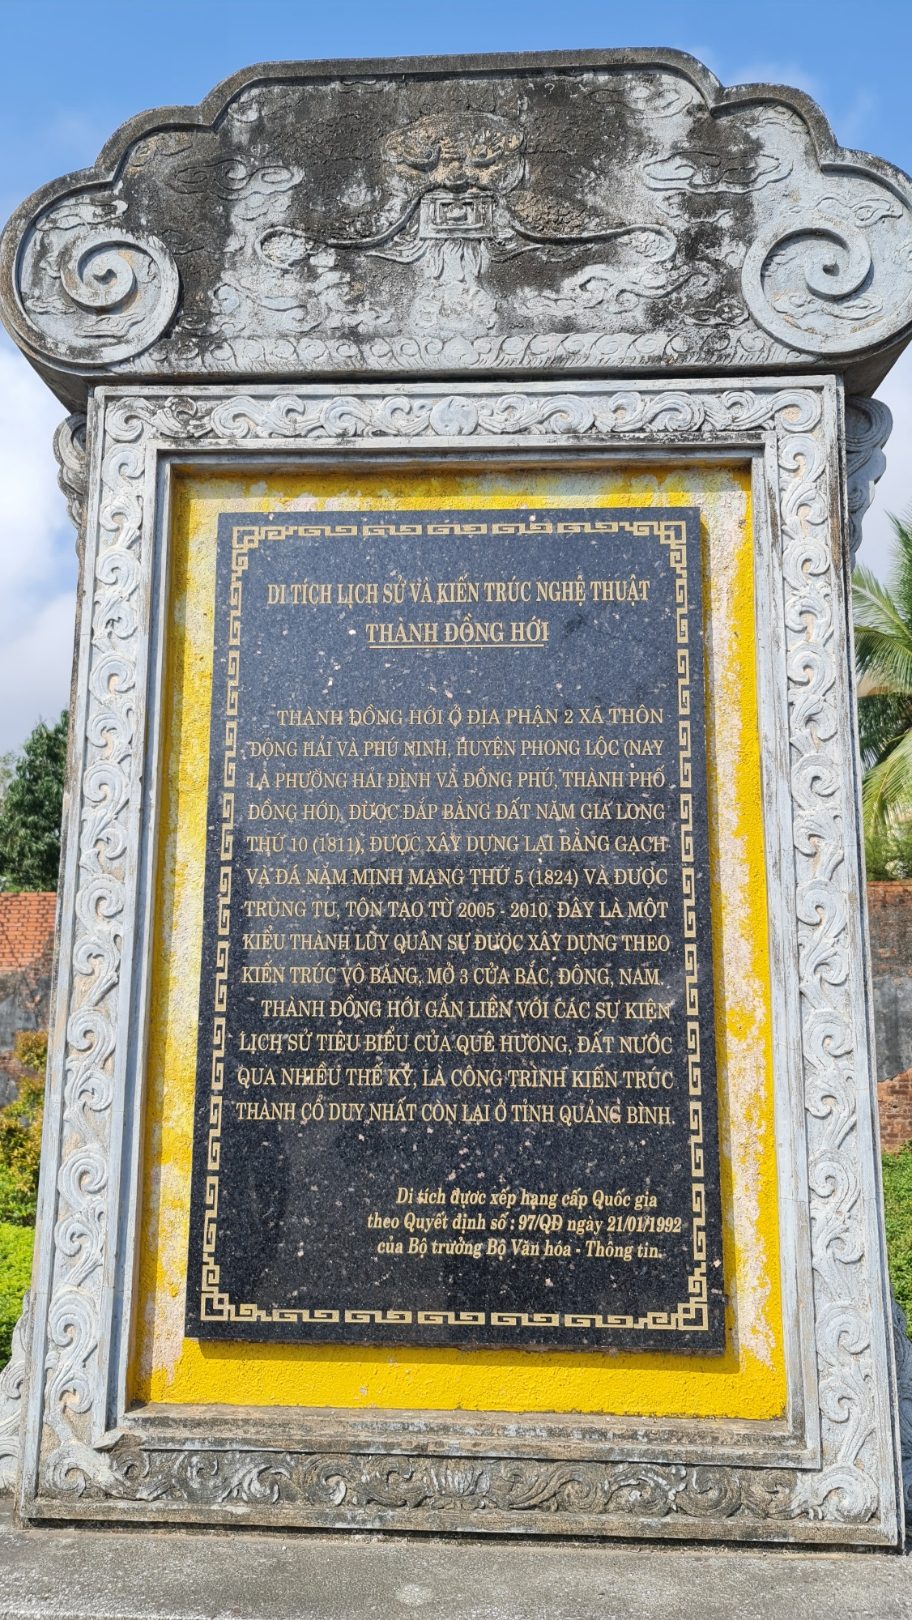 DI TÍCH LỊCH SỬ VÀ KIẾN TRÚC NGHỆ THUẬT
THÀNH ĐỒNG HỚI
THÀNH ĐỒNG HỚI Ở ĐỊA PHẬN 2 XÃ THÔN
ĐỒNG HẢI VÀ PHÚ NINH, HUYỆN PHONG LỘC (NAY
LÀ PHƯỜNG HẢI ĐÌNH VÀ ĐỒNG PHÚ, THÀNH PHỐ
ĐỒNG HỚI), ĐƯỢC ĐẮP BẰNG ĐẤT NĂM GIA LONG
THỨ 10 (1811), ĐƯỢC XÂY DỰNG LẠI BẰNG GẠCH
VÀ ĐÁ NĂM MINH MẠNG THỨ 5 (1824) VÀ ĐƯỢC
TRÙNG TU, TÔN TẠO TỪ 2005 - 2010. ĐÂY LÀ MỘT
KIỂU THÀNH LŨY QUÂN SỰ ĐƯỢC XÂY DỰNG THEO
KIẾN TRÚC VÔ BĂNG, MỞ 3 CỬA BẮC, ĐÔNG, NAM.
THÀNH ĐỒNG HỚI GẮN LIỀN VỚI CÁC SỰ KIỆN
LỊCH SỬ TIÊU BIỂU CỦA QUÊ HƯƠNG, ĐẤT NƯỚC
QUA NHIỀU THẾ KỶ, LÀ CÔNG TRÌNH KIẾN TRÚC
THÀNH CỔ DUY NHẤT CÒN LẠI Ở TỈNH QUẢNG BÌNH.
Di tích được xếp hạng cấp Quốc gia
theo Quyết định số : 97/QĐ ngày 21/01/1992
của Bộ trưởng Bộ Văn hóa - Thông tin.